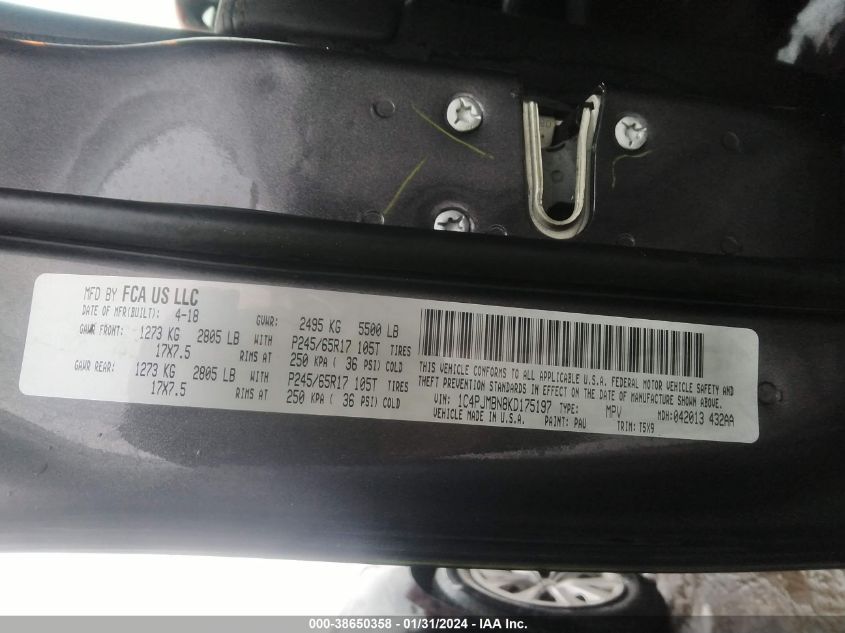 MFD BY FCA US LLC
DATE OF MFR(BUILT): 4-18 GVWR: 2495 KG 5500 LB
GAWR FRONT: 1273 KG 2805 LB WITH P245/65R17 105T TIRES
17X7.5 RIMS AT 250 KPA ( 36 PSI) COLD
GAWR REAR: 1273 KG 2805 LB WITH P245/65R17 105T TIRES
17X7.5 RIMS AT 250 KPA ( 36 PSI) COLD
THIS VEHICLE CONFORMS TO ALL APPLICABLE U.S.A. FEDERAL MOTOR VEHICLE SAFETY AND
THEFT PREVENTION STANDARDS IN EFFECT ON THE DATE OF MANUFACTURE SHOWN ABOVE.
VIN: 1C4PJMBN8KD175197 TYPE: MPV MDH:042013 432AA
VEHICLE MADE IN U.S.A. PAINT: PAU TRIM: T5X9
000-38650358 - 01/31/2024 - IAA Inc.